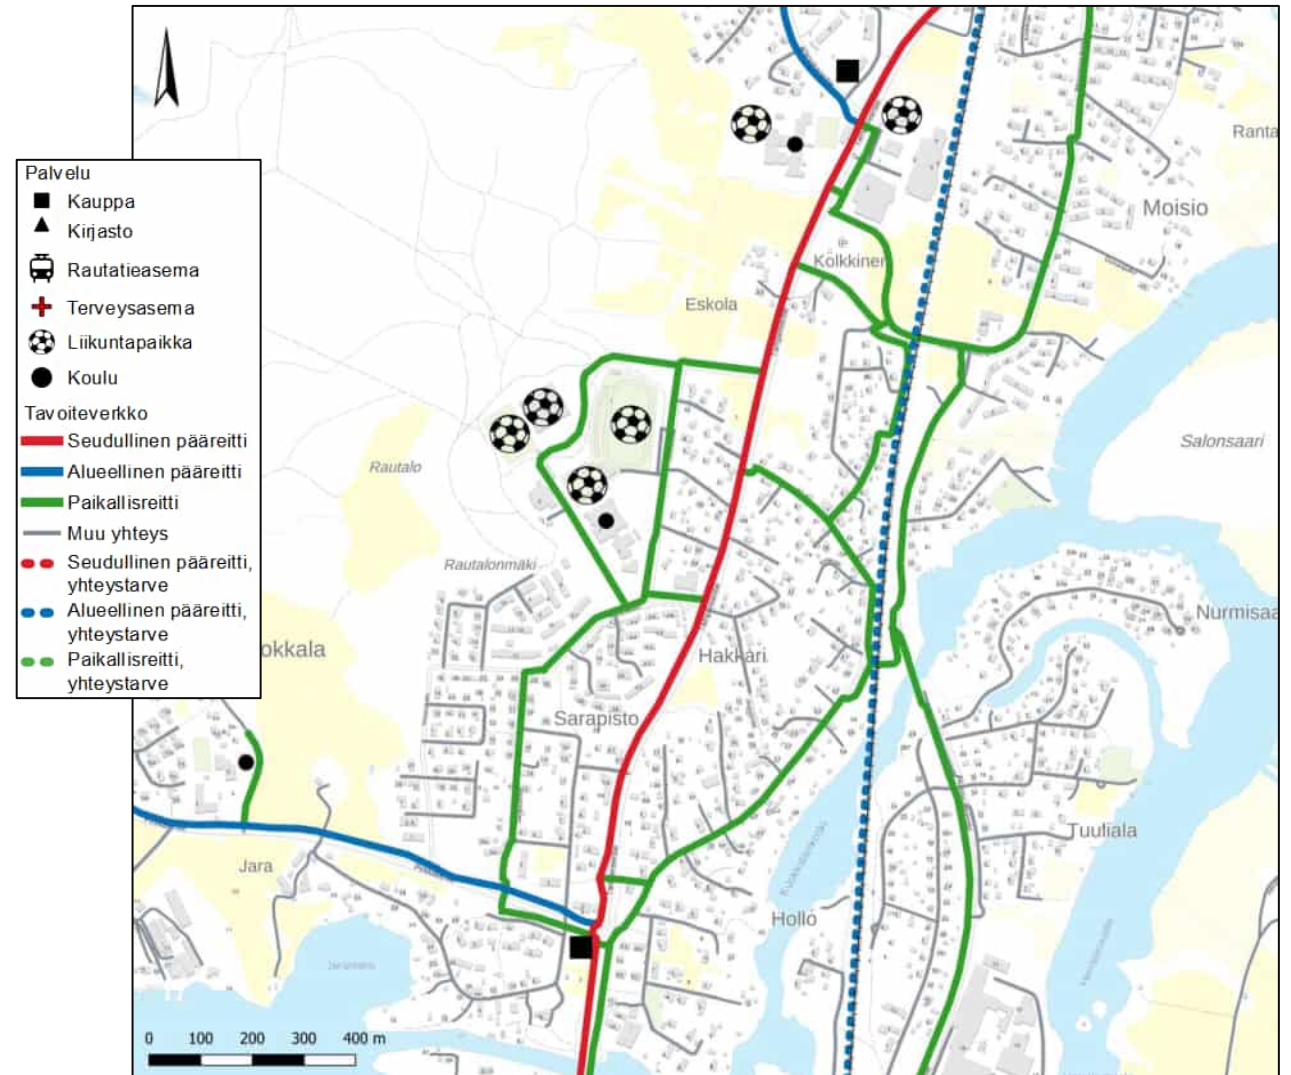 Palvelu
Kauppa
Kirjasto
Rautatieasema
Terveysasema
Liikuntapaikka
Koulu
Tavoiteverkko
Seudullinen pääreitti
Alueellinen pääreitti
Paikallisreitti
Muu yhteys
Seudullinen pääreitti,
yhteystarve
Alueellinen pääreitti,
yhteystarve
Paikallisreitti,
yhteystarve
Ranta
Moisio
Kölkkinen
Eskola
Salonsaari
Rautalo
Rautalonmäki
Nurmisaa
okkala
Hakkari
Sarapisto
Tuuliala
Jara
Hollo
0 100 200 300 400 m